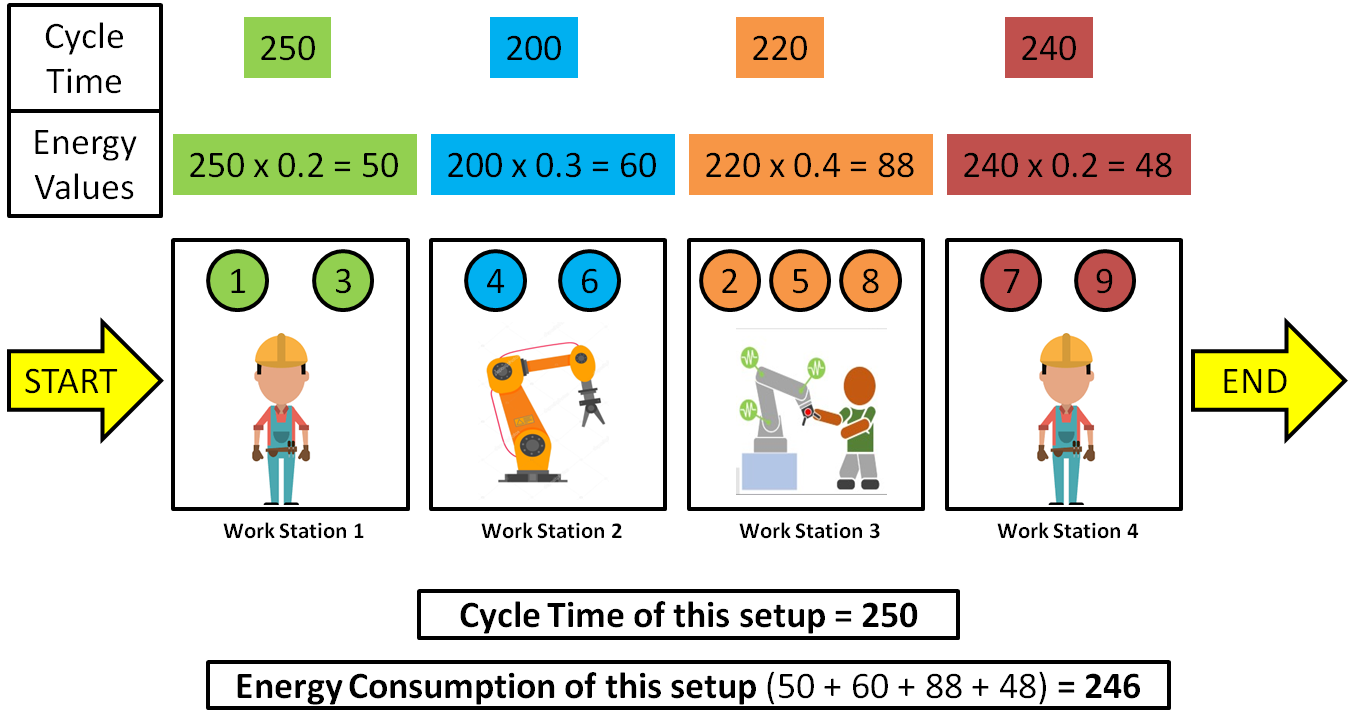 Cycle
Time
250
200
220
240
Energy
Values
250 x 0.2 = 50
200 x 0.3 = 60
220 x 0.4 = 88
240 x 0.2 = 48
START
1
3
4
6
2
5
8
7
9
END
Work Station 1
Work Station 2
Work Station 3
Work Station 4
Cycle Time of this setup = 250
Energy Consumption of this setup (50 + 60 + 88 + 48) = 246